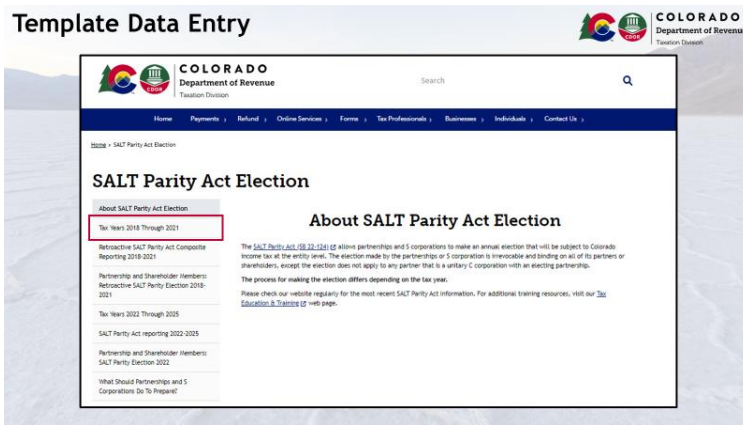 Template Data Entry
CDOR
COLORADO
Department of Revenu
Taxation Division
CDOR
COLORADO
Department of Revenue
Taxation Division
Search
Home Payments Refund Online Services Forms Tax Professionals Businesses Individuals Contact Us
Home > SALT Parity Act Election
SALT Parity Act Election
About SALT Parity Act Election
Tax Years 2018 Through 2021
Retroactive SALT Parity Act Composite
Reporting 2018-2021
Partnership and Shareholder Members:
Retroactive SALT Parity Election 2018-
2021
Tax Years 2022 Through 2025
SALT Parity Act reporting 2022-2025
Partnership and Shareholder Members:
SALT Parity Election 2022
What Should Partnerships and S
Corporations Do To Prepare?
About SALT Parity Act Election
The SALT Parity Act (SB 22-124) allows partnerships and S corporations to make an annual election that will be subject to Colorado
income tax at the entity level. The election made by the partnerships or S corporation is irrevocable and binding on all of its partners or
shareholders, except the election does not apply to any partner that is a unitary C corporation with an electing partnership.
The process for making the election differs depending on the tax year.
Please check our website regularly for the most recent SALT Parity Act information. For additional training resources, visit our Tax
Education & Training web page.